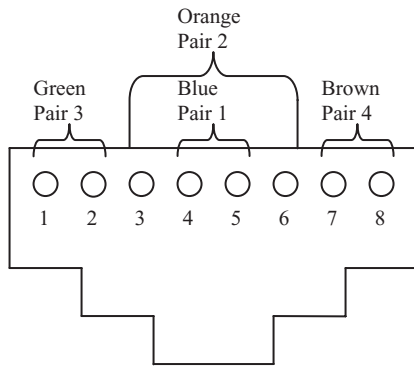 Orange
Pair 2
Green
Pair 3
Blue
Pair 1
Brown
Pair 4
1 2 3 4 5 6 7 8